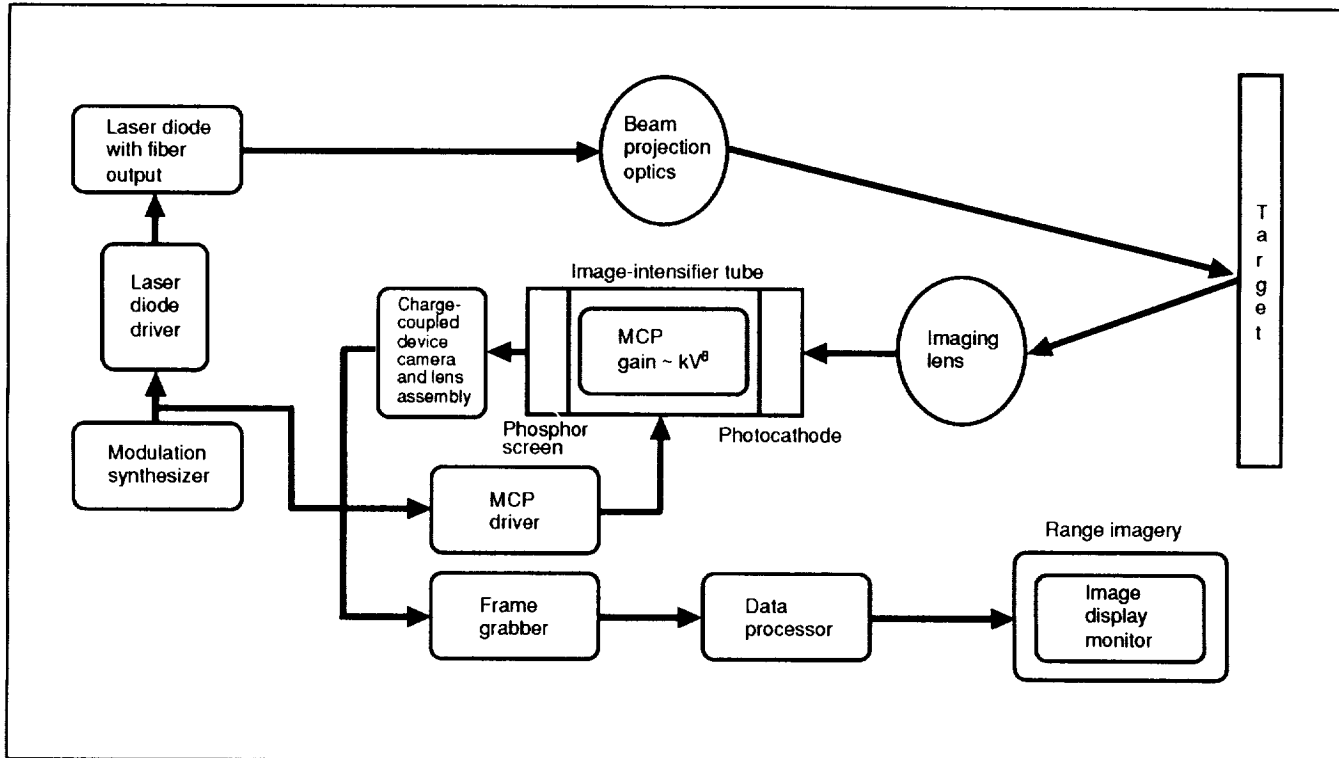 Laser diode
with fiber
output
Beam
projection
optics
Target
Laser
diode
driver
Image-intensifier tube
Charge-
coupled
device
camera
and lens
assembly
MCP
gain ~ kV⁸
Imaging
lens
Phosphor
screen
Photocathode
Modulation
synthesizer
MCP
driver
Range imagery
Frame
grabber
Data
processor
Image
display
monitor